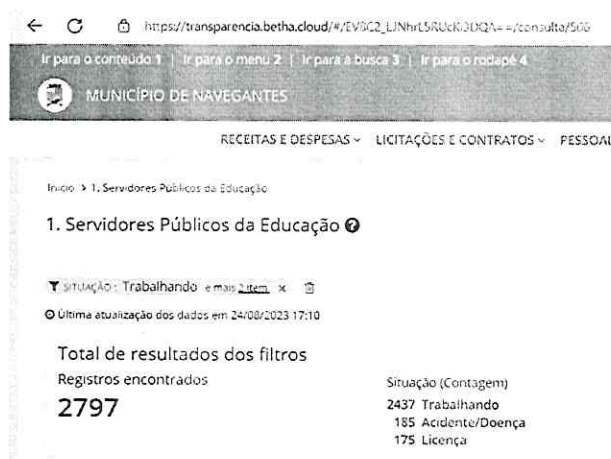 https://transparencia.betha.cloud/#/
Ir para o conteúdo 1 | Ir para o menu 2 | Ir para a busca 3 | Ir para o rodapé 4
MUNICÍPIO DE NAVEGANTES
RECEITAS E DESPESAS LICITAÇÕES E CONTRATOS PESSOAL
Início > 1. Servidores Públicos da Educação
1. Servidores Públicos da Educação
SITUAÇÃO: Trabalhando e mais 2 item x
Última atualização dos dados em 24/08/2023 17:10
Total de resultados dos filtros
Registros encontrados
2797
Situação (Contagem)
2437 Trabalhando
185 Acidente/Doença
175 Licença